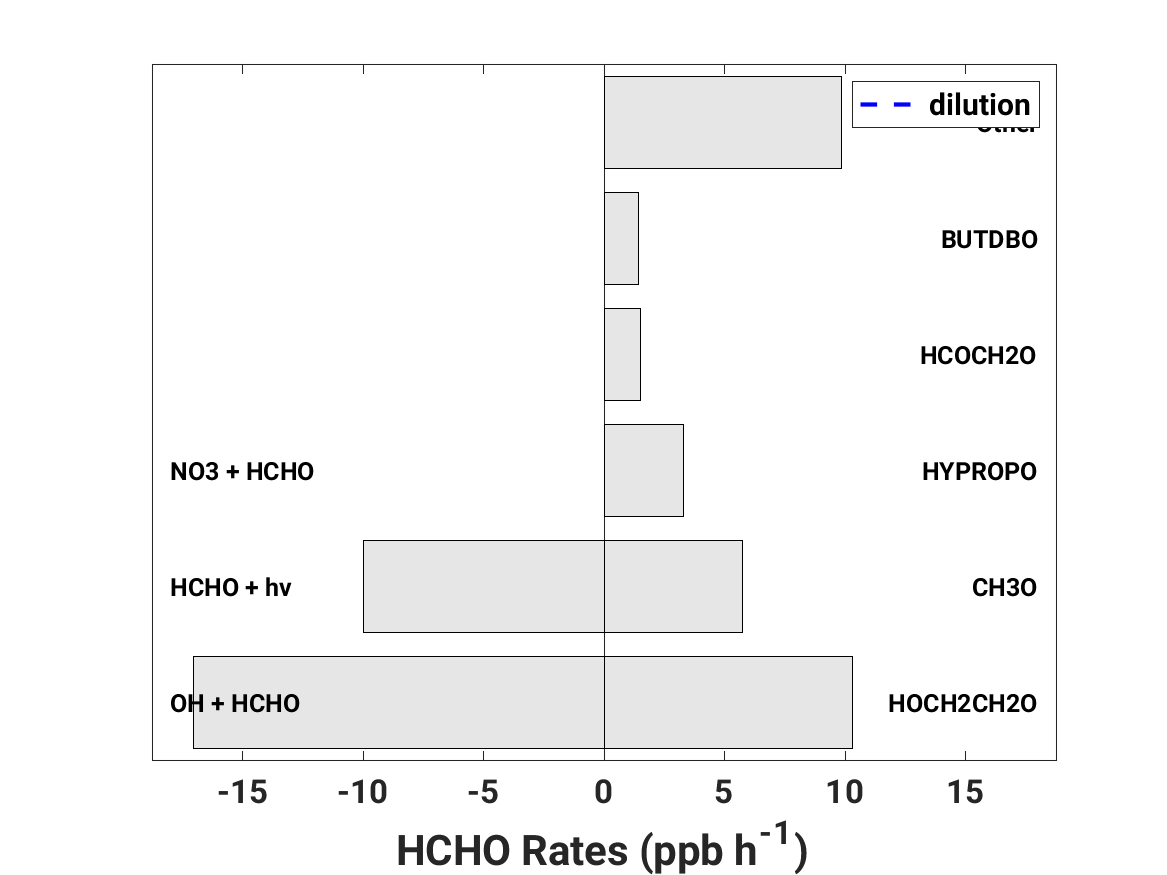 dilution
BUTDBO
HCOCH2O
NO3 + HCHO
HYPROPO
HCHO + hv
CH3O
OH + HCHO
HOCH2CH2O
-15 -10 -5 0 5 10 15
HCHO Rates (ppb h-1)